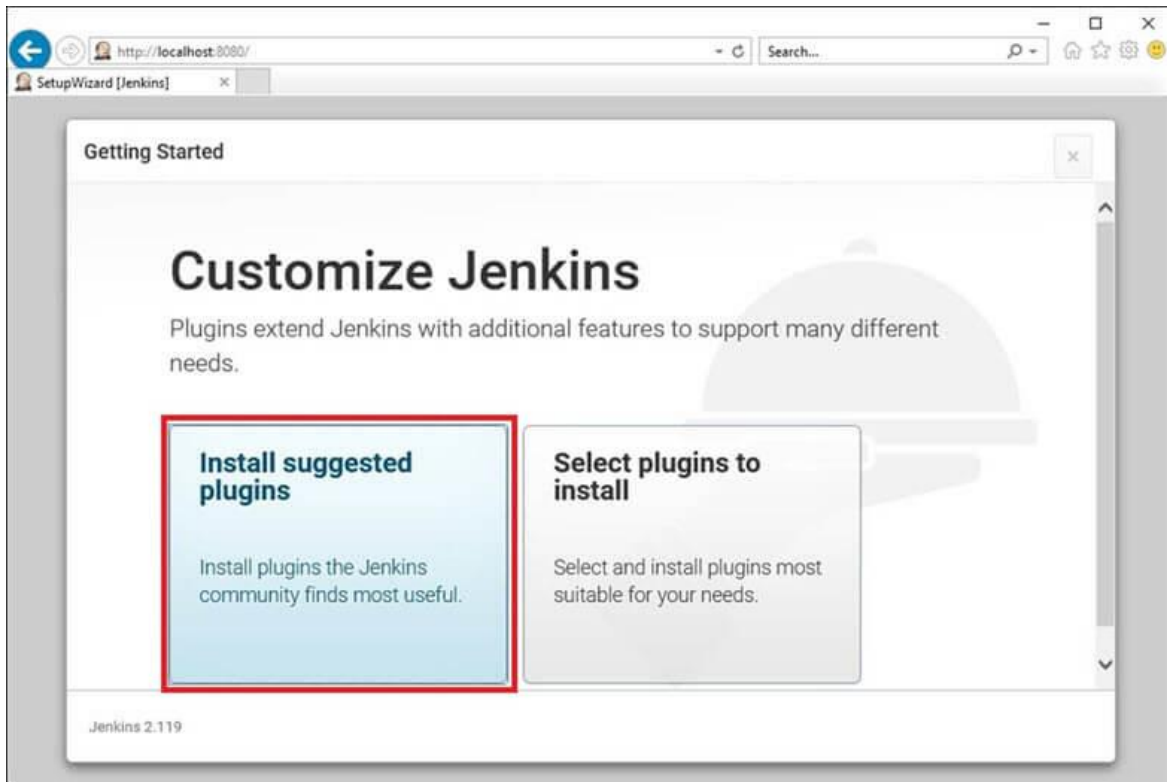 http://localhost:8080/
Search...
SetupWizard [Jenkins]
Getting Started
Customize Jenkins
Plugins extend Jenkins with additional features to support many different
needs.
Install suggested
plugins
Install plugins the Jenkins
community finds most useful.
Select plugins to
install
Select and install plugins most
suitable for your needs.
Jenkins 2.119